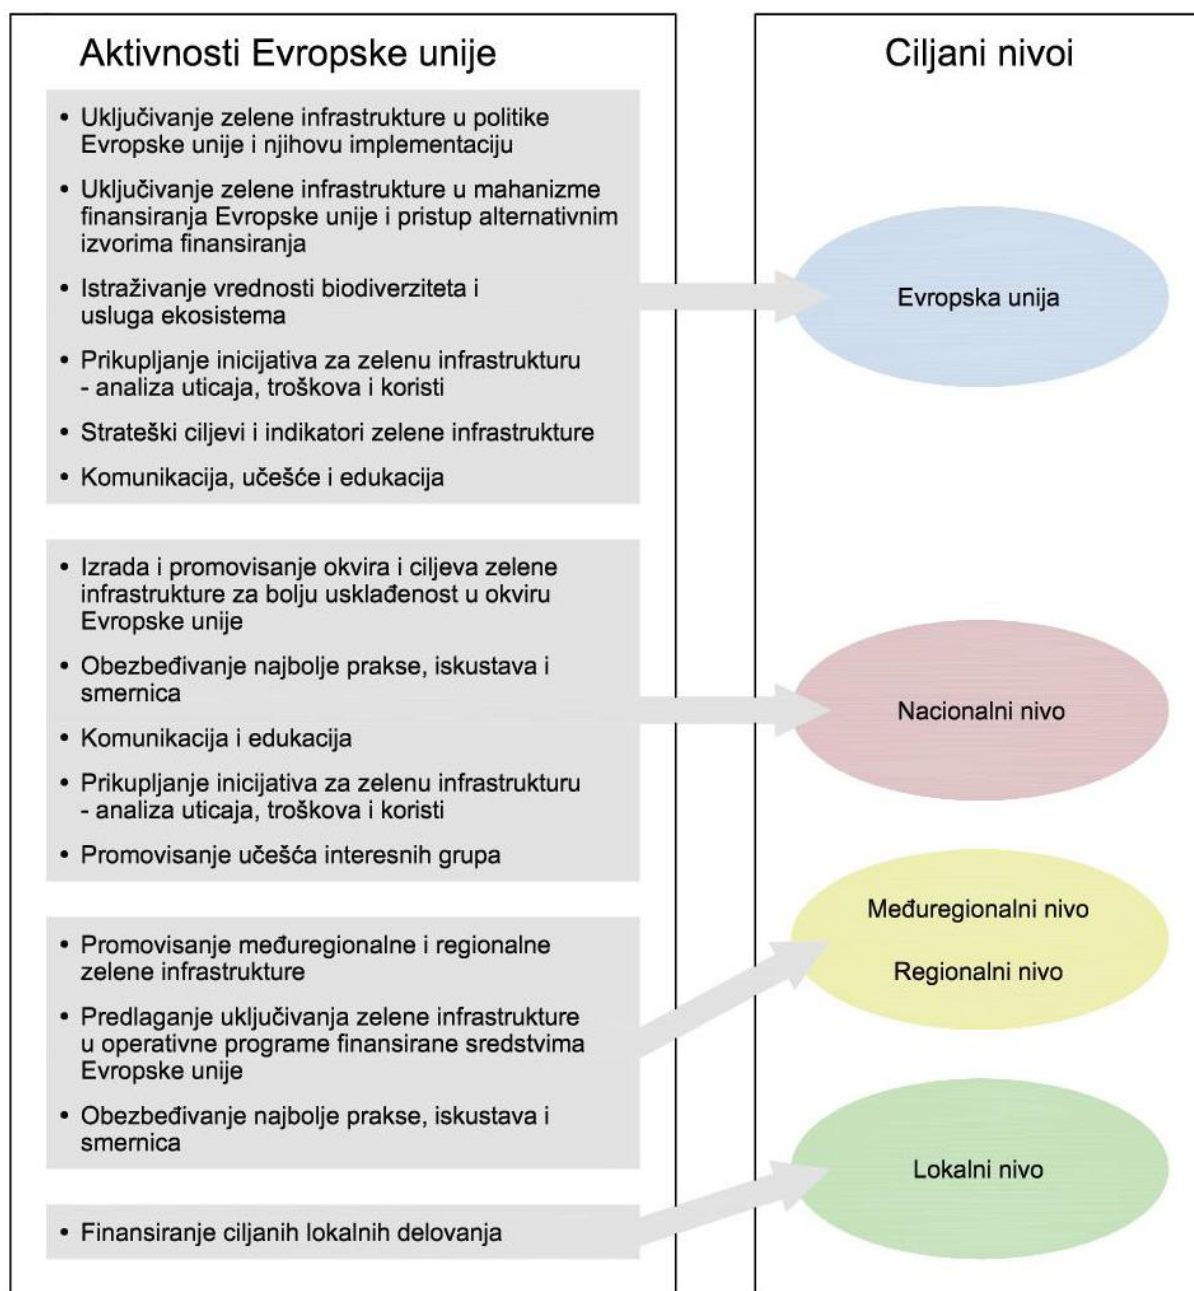 Aktivnosti Evropske unije
• Uključivanje zelene infrastrukture u politike
Evropske unije i njihovu implementaciju
• Uključivanje zelene infrastrukture u mahanizme
finansiranja Evropske unije i pristup alternativnim
izvorima finansiranja
• Istraživanje vrednosti biodiverziteta i
usluga ekosistema
• Prikupljanje inicijativa za zelenu infrastrukturu
- analiza uticaja, troškova i koristi
• Strateški ciljevi i indikatori zelene infrastrukture
• Komunikacija, učešće i edukacija
• Izrada i promovisanje okvira i ciljeva zelene
infrastrukture za bolju usklađenost u okviru
Evropske unije
• Obezbeđivanje najbolje prakse, iskustava i
smernica
• Komunikacija i edukacija
• Prikupljanje inicijativa za zelenu infrastrukturu
- analiza uticaja, troškova i koristi
• Promovisanje učešća interesnih grupa
• Promovisanje međuregionalne i regionalne
zelene infrastrukture
• Predlaganje uključivanja zelene infrastrukture
u operativne programe finansirane sredstvima
Evropske unije
• Obezbeđivanje najbolje prakse, iskustava i
smernica
• Finansiranje ciljanih lokalnih delovanja
Ciljani nivoi
Evropska unija
Nacionalni nivo
Međuregionalni nivo
Regionalni nivo
Lokalni nivo